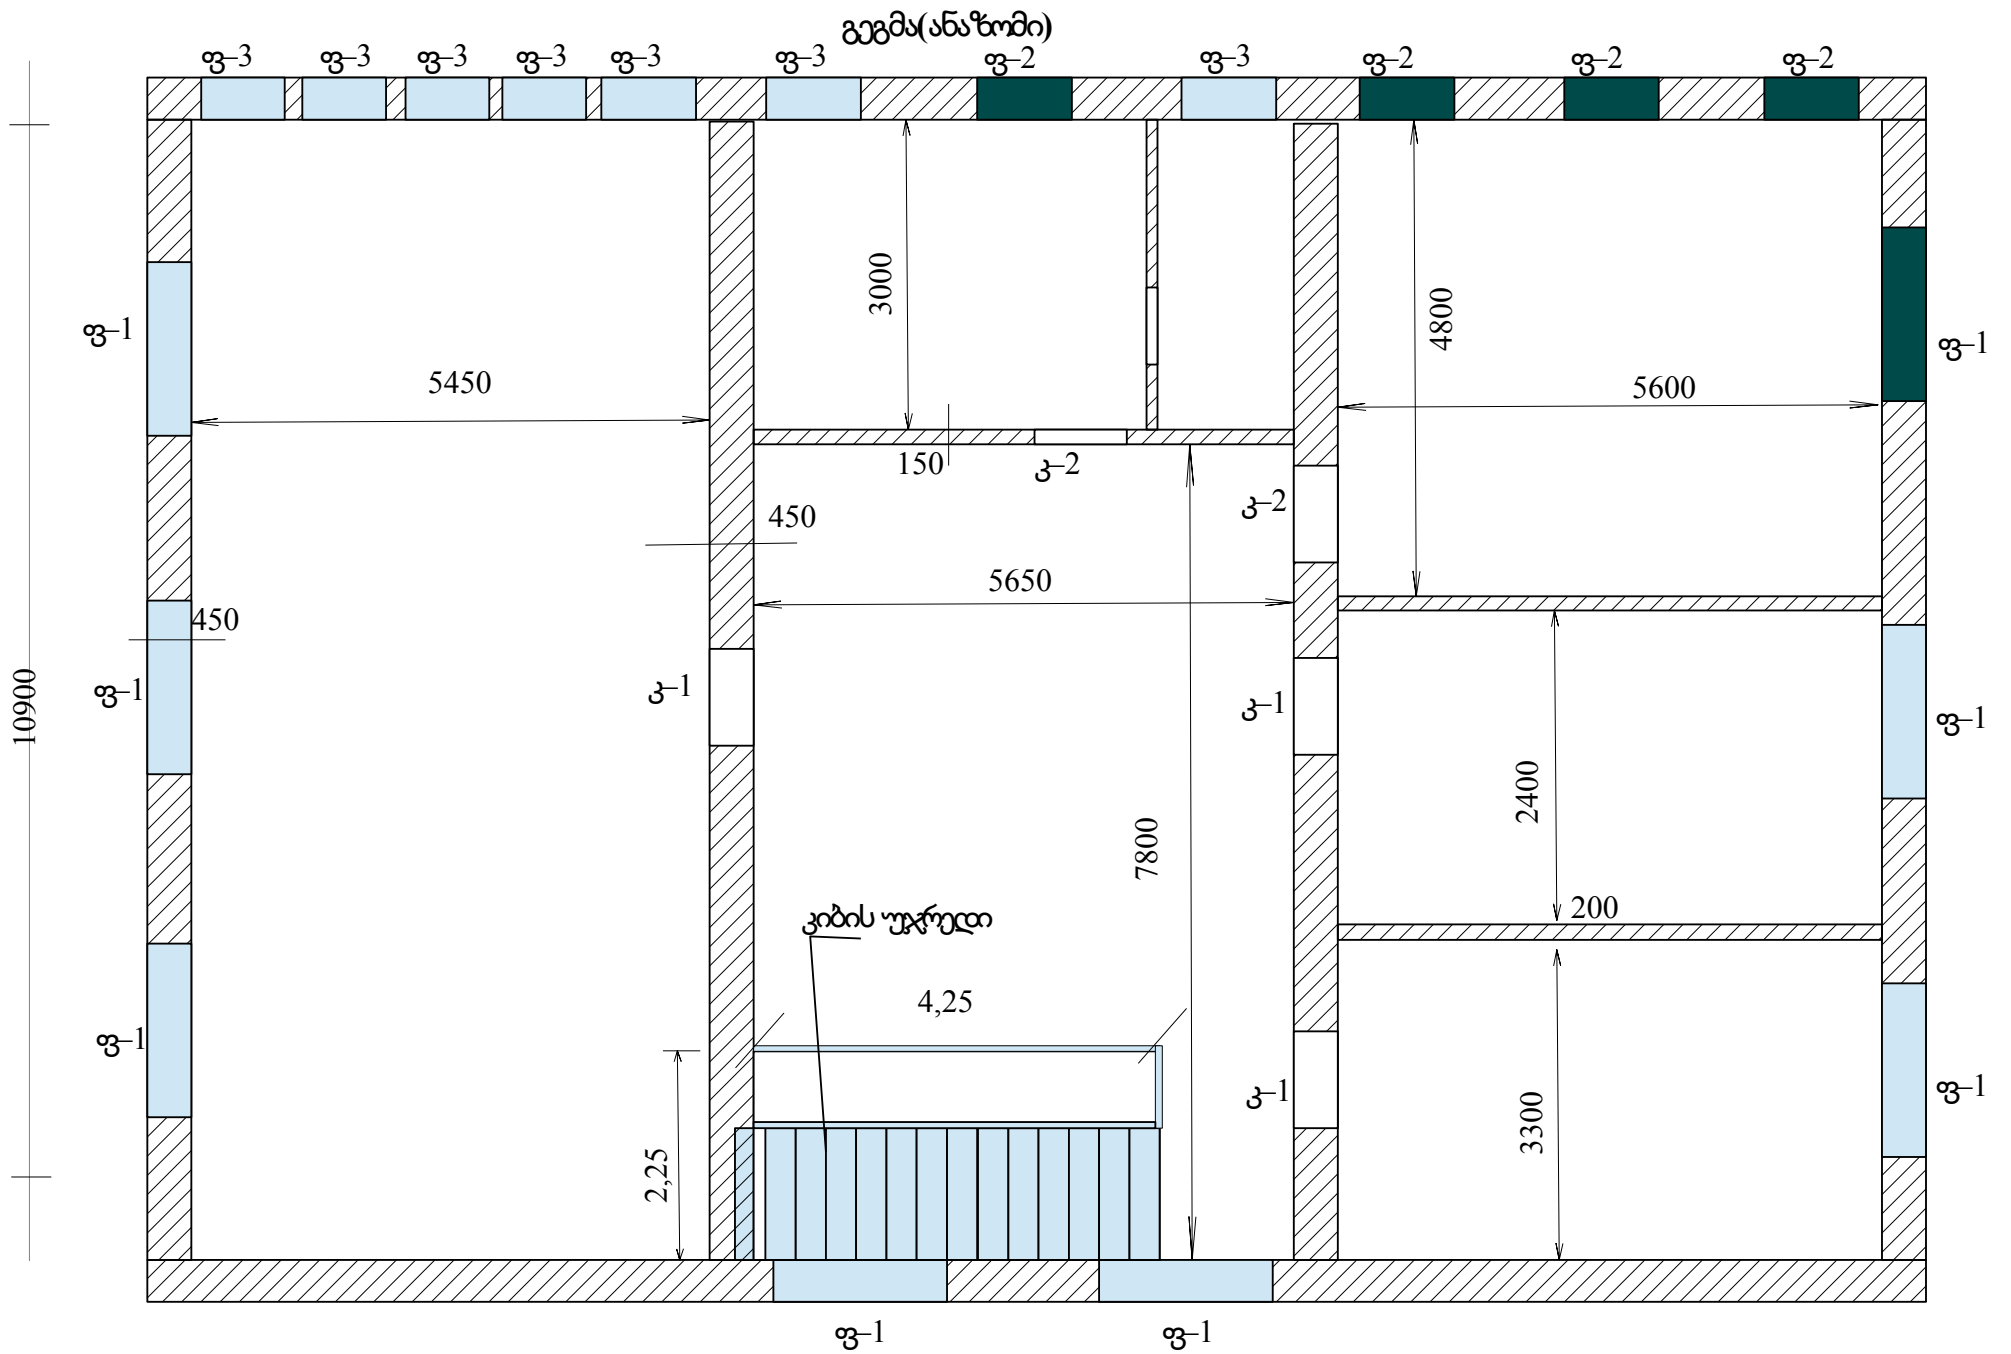 გეგმა(ანაზომი)
ფ–3 ფ–3 ფ–3 ფ–3 ფ–3 ფ–3 ფ–2 ფ–3 ფ–2 ფ–2 ფ–2
3000
4800
ფ–1
ფ–1
5450
5600
150
კ–2
კ–2
450
5650
450
10900
ფ–1
კ–1
კ–1
ფ–1
2400
7800
200
კიბის უჯრედი
4,25
ფ–1
კ–1
ფ–1
3300
2,25
ფ–1 ფ–1